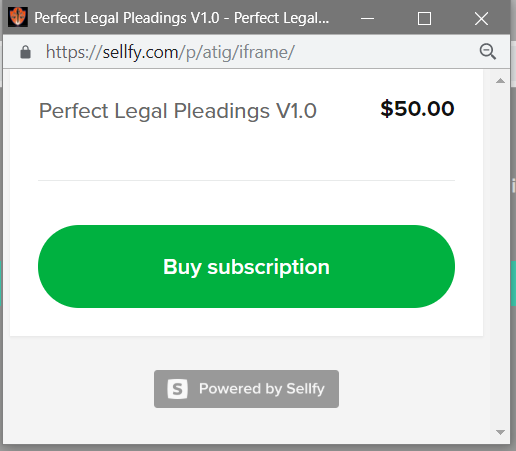 Perfect Legal Pleadings V1.0 - Perfect Legal...
https://sellfy.com/p/atig/iframe/
Perfect Legal Pleadings V1.0 $50.00
Buy subscription
S Powered by Sellfy